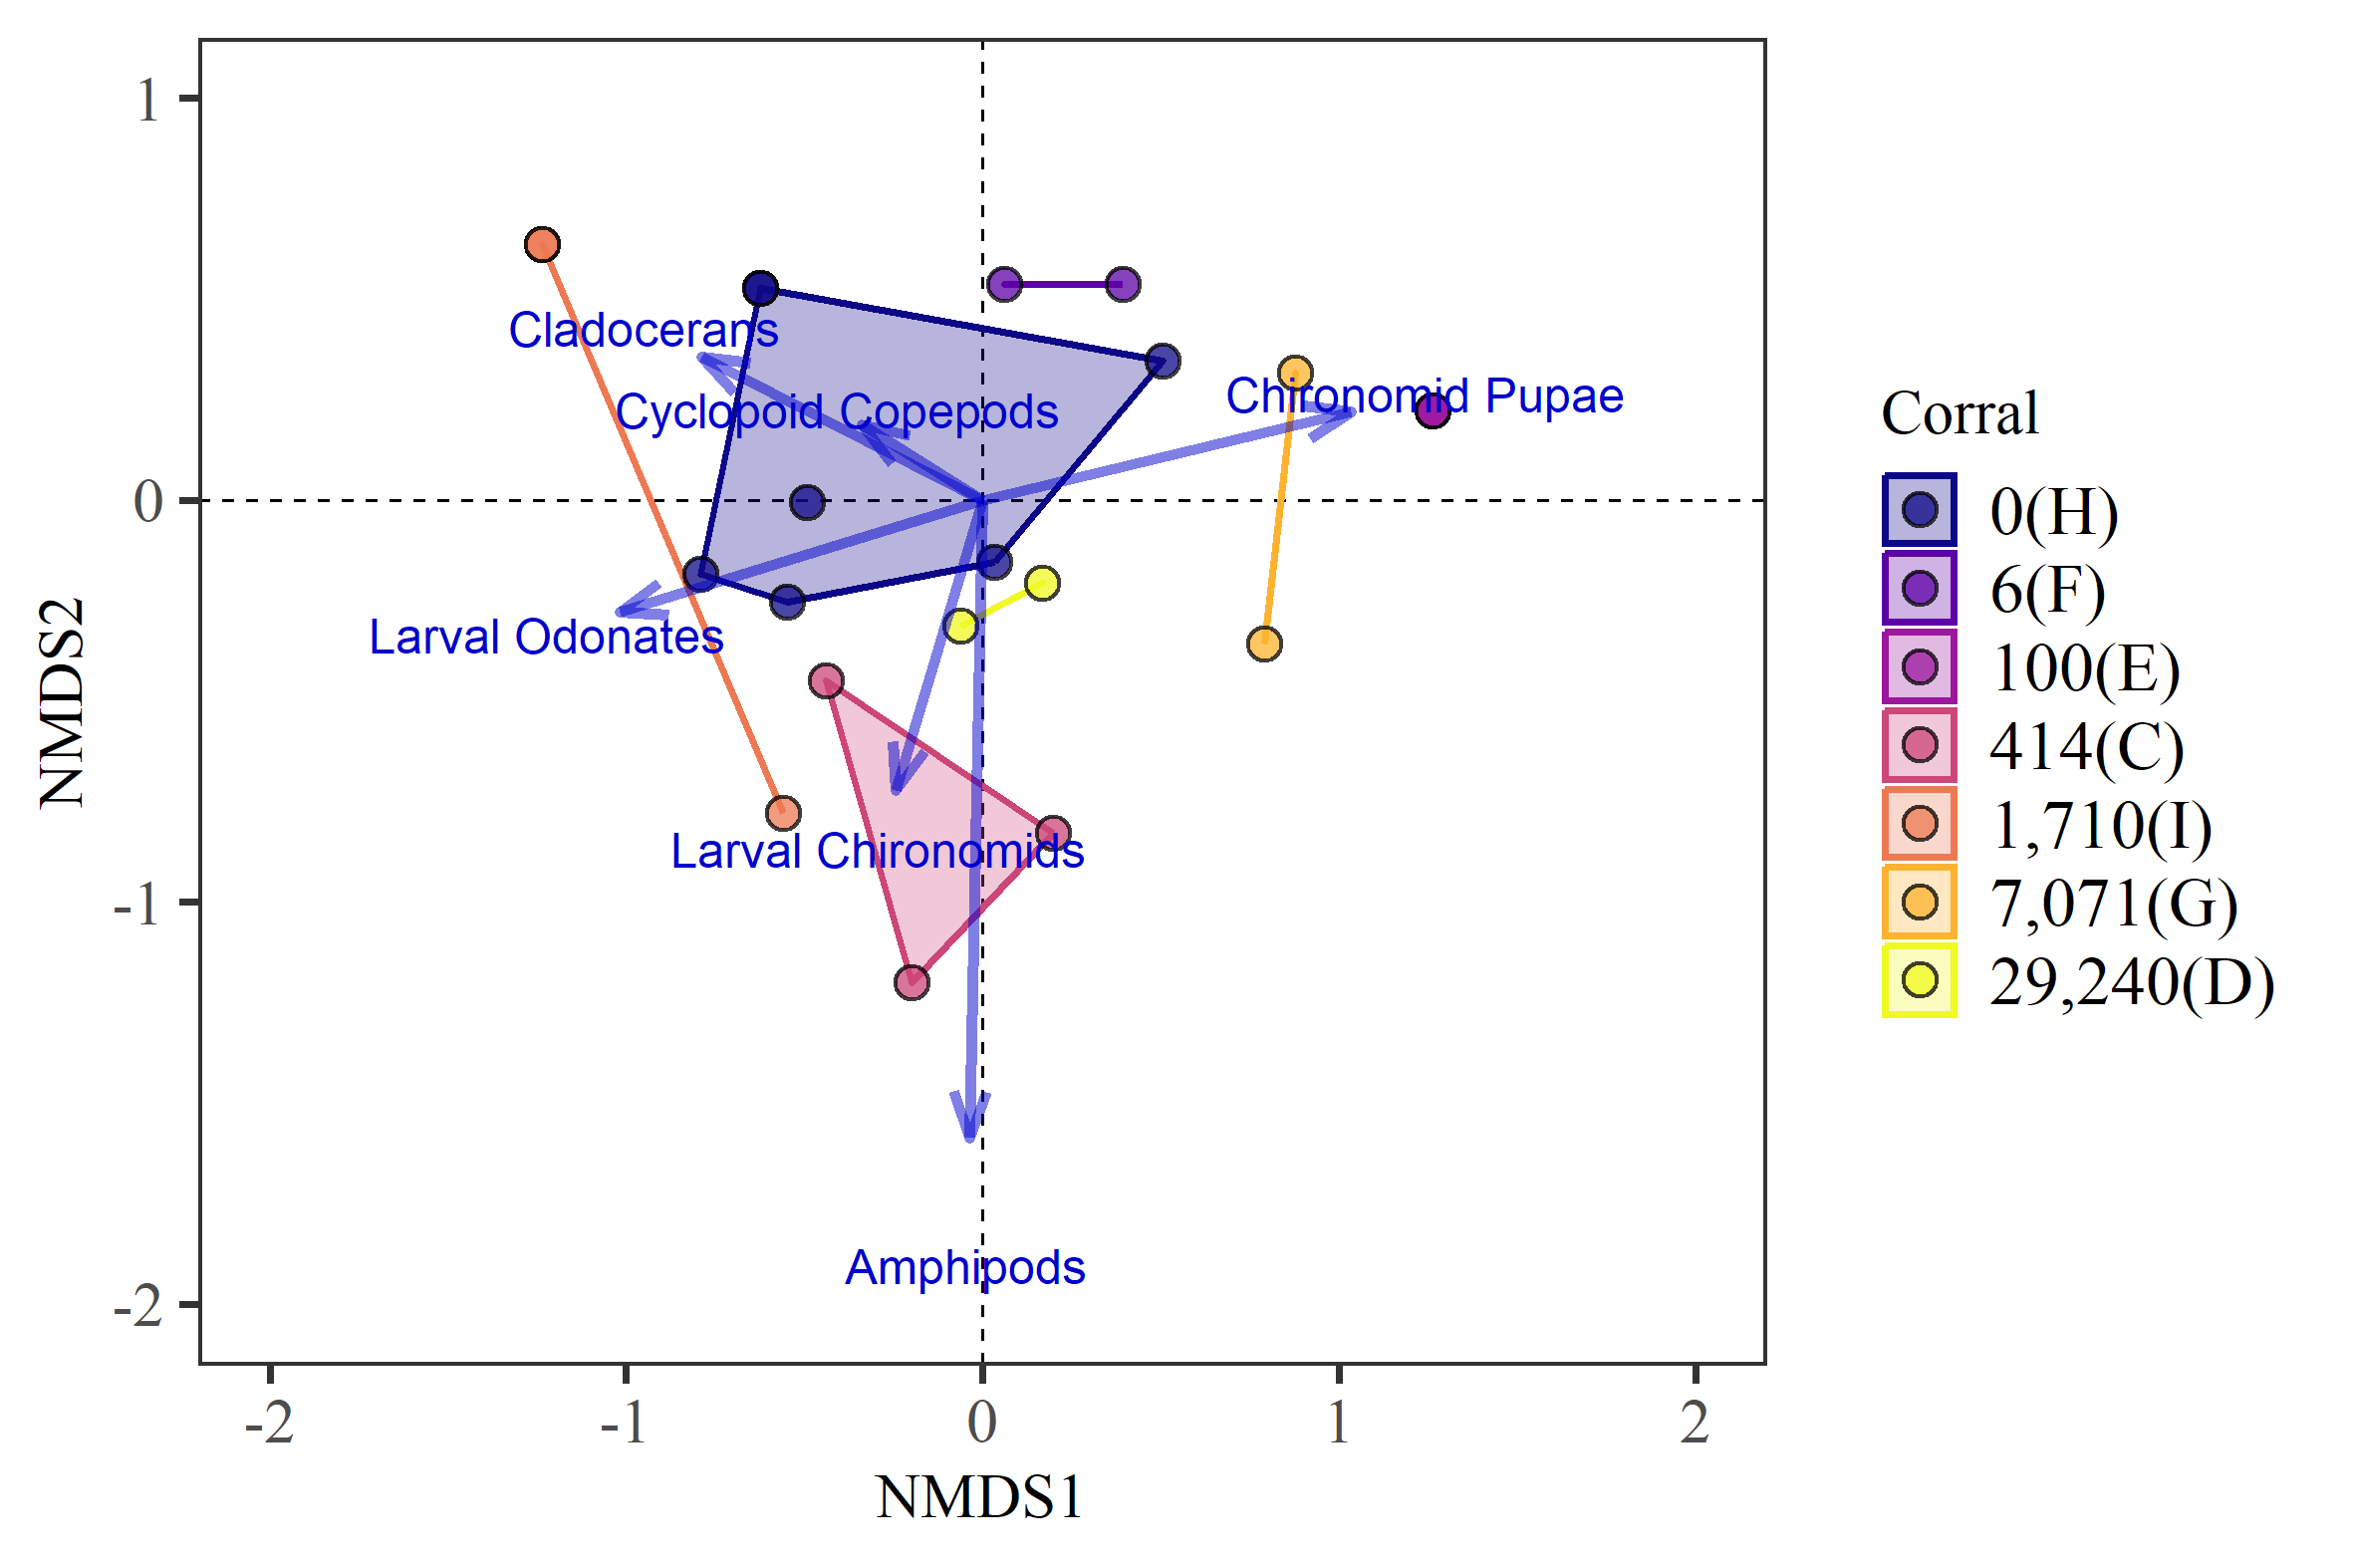 1
0
-1
-2
NMDS2
Cladocerans
Cyclopoid Copepods
Chironomid Pupae
Larval Odonates
Larval Chironomids
Amphipods
-2
-1
0
1
2
NMDS1
Corral
0(H)
6(F)
100(E)
414(C)
1,710(I)
7,071(G)
29,240(D)